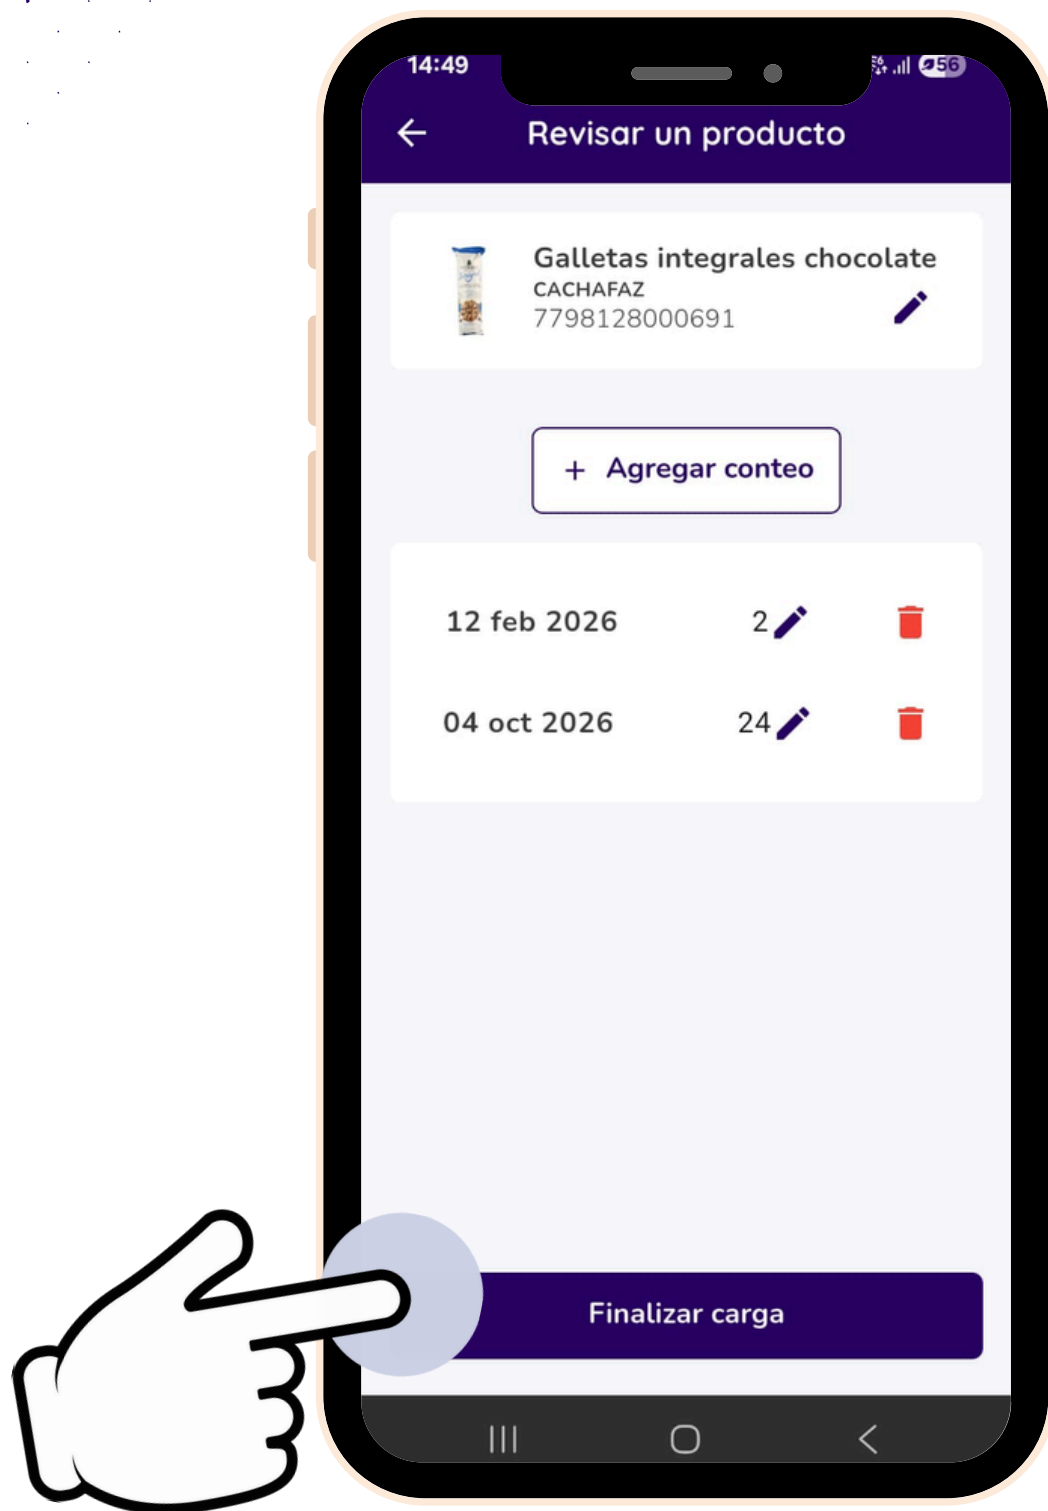 14:49
56
Revisar un producto
Galletas integrales chocolate
CACHAFAZ
7798128000691
+ Agregar conteo
12 feb 2026 2
04 oct 2026 24
Finalizar carga